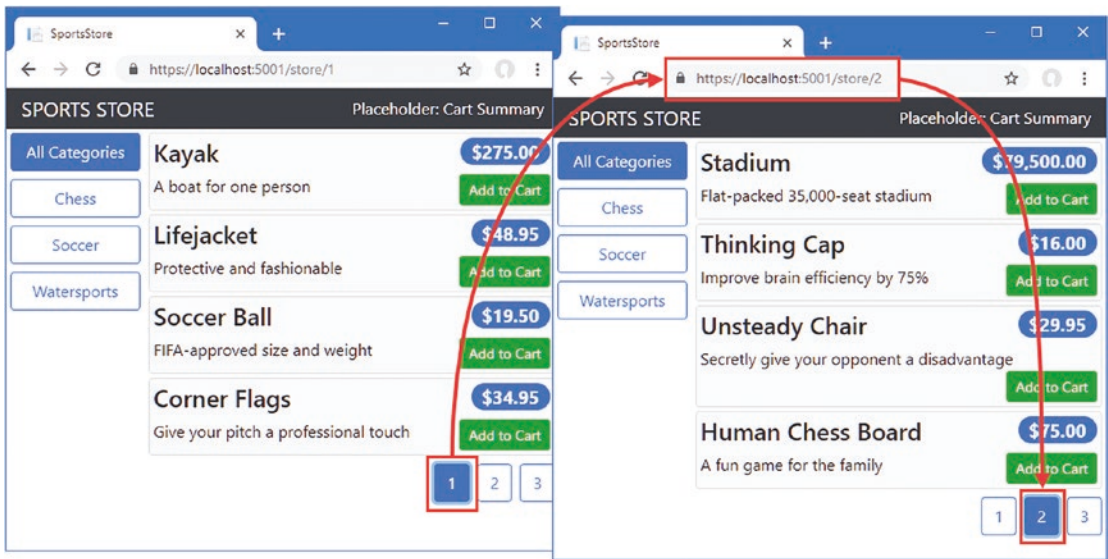 SportsStore
https://localhost:5001/store/1
SPORTS STORE
Placeholder: Cart Summary
All Categories
Chess
Soccer
Watersports
Kayak
$275.00
A boat for one person
Add to Cart
Lifejacket
$48.95
Protective and fashionable
Add to Cart
Soccer Ball
$19.50
FIFA-approved size and weight
Add to Cart
Corner Flags
$34.95
Give your pitch a professional touch
Add to Cart
1 2 3
SportsStore
https://localhost:5001/store/2
SPORTS STORE
Placeholder: Cart Summary
All Categories
Chess
Soccer
Watersports
Stadium
$79,500.00
Flat-packed 35,000-seat stadium
Add to Cart
Thinking Cap
$16.00
Improve brain efficiency by 75%
Add to Cart
Unsteady Chair
$29.95
Secretly give your opponent a disadvantage
Add to Cart
Human Chess Board
$75.00
A fun game for the family
Add to Cart
1 2 3